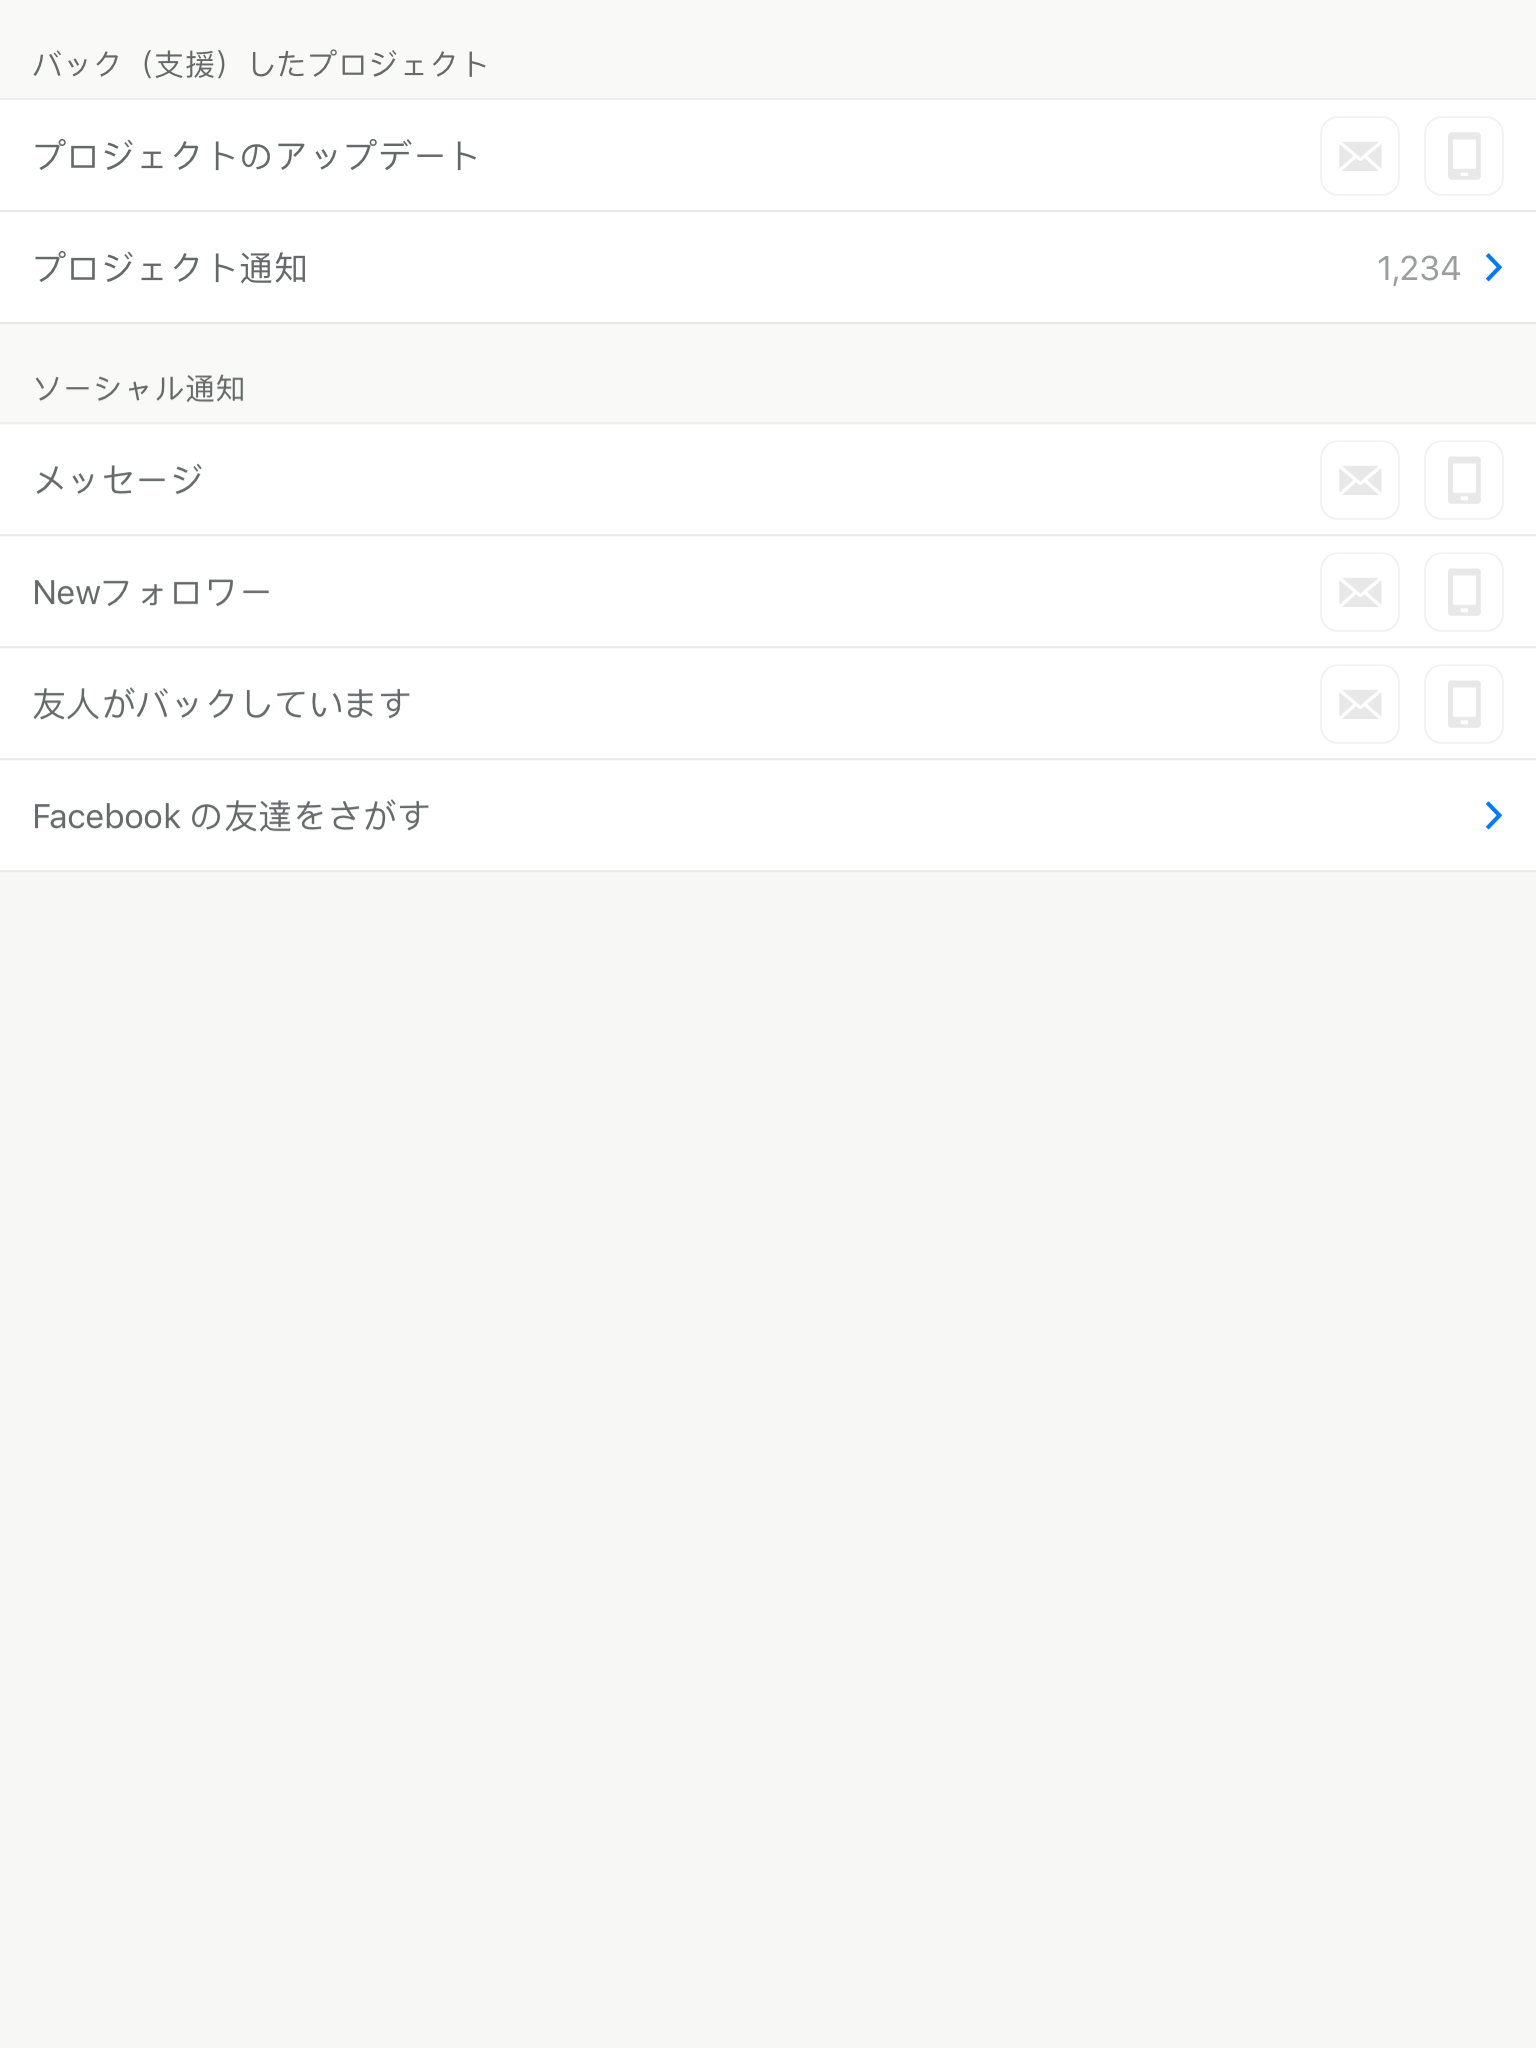 バック（支援）したプロジェクト
プロジェクトのアップデート
プロジェクト通知 1,234
ソーシャル通知
メッセージ
Newフォロワー
友人がバックしています
Facebook の友達をさがす